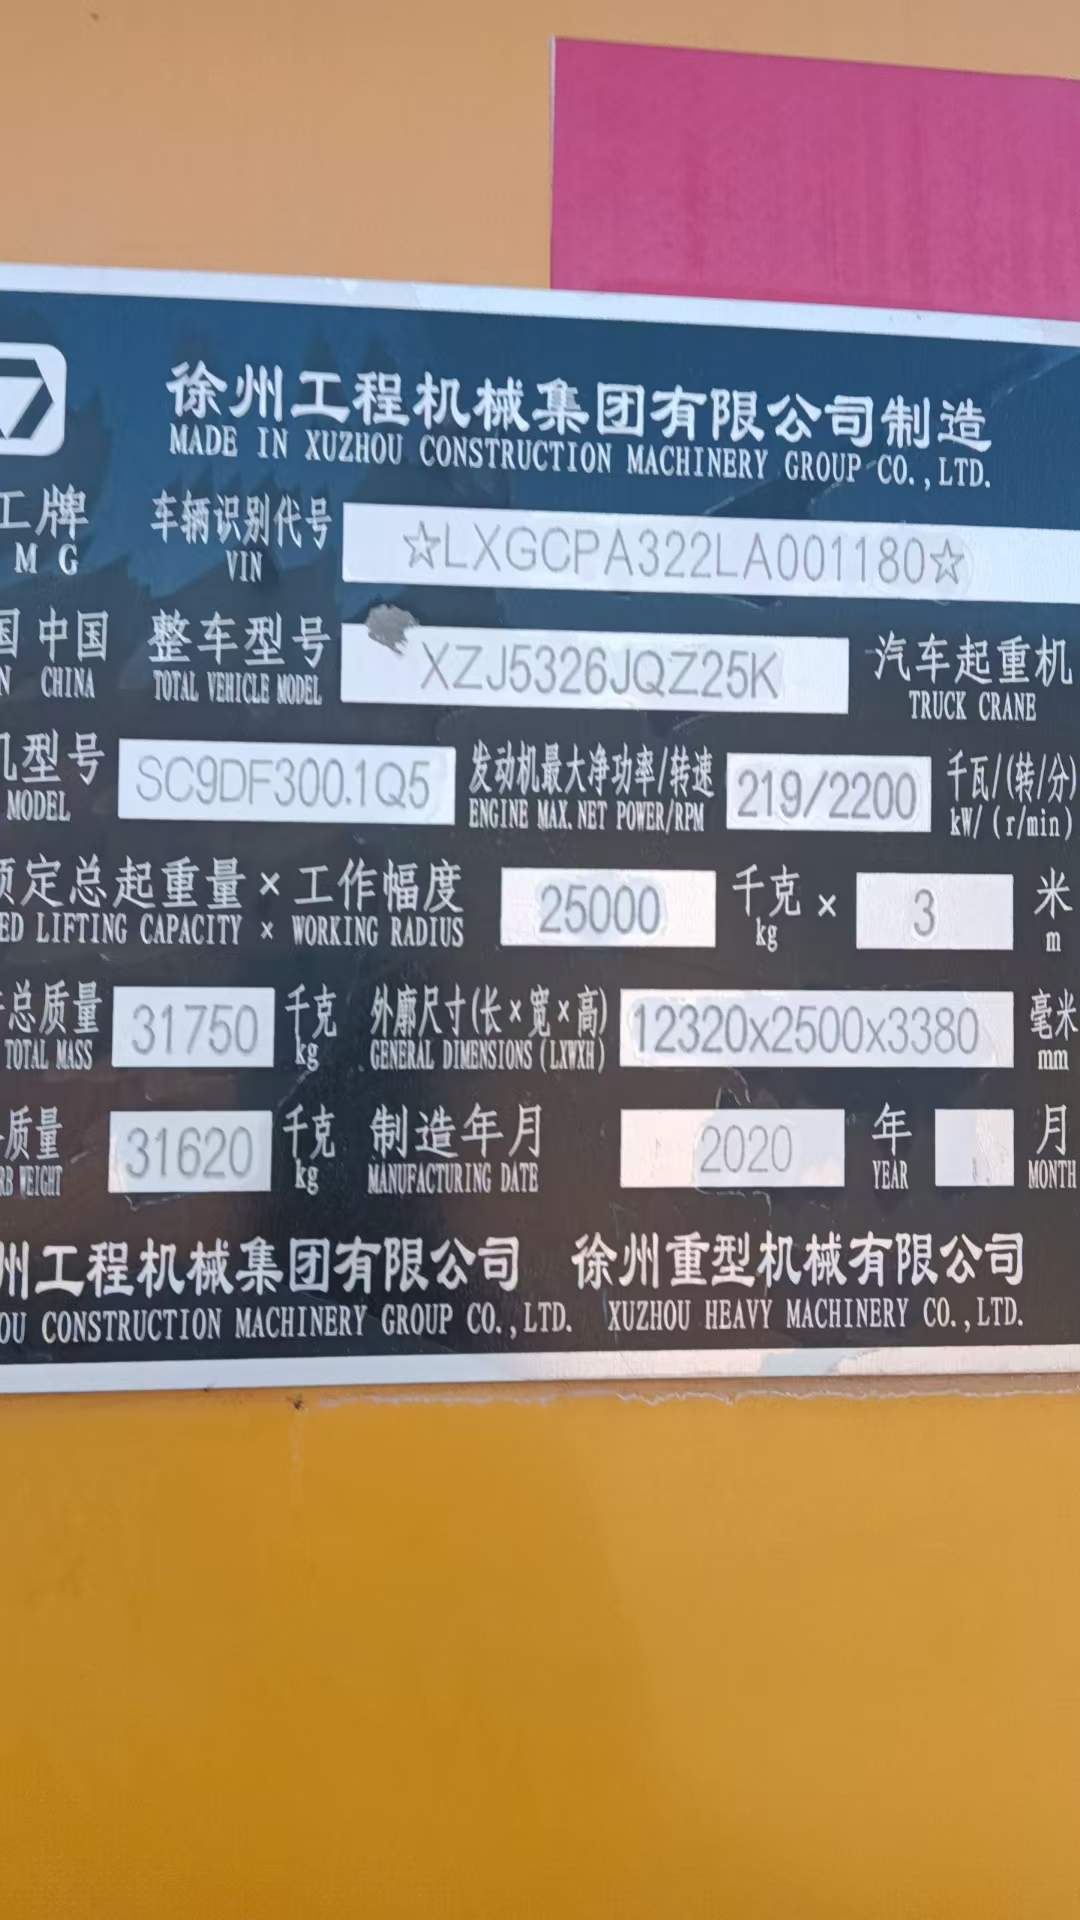 徐州工程机械集团有限公司制造
MADE IN XUZHOU CONSTRUCTION MACHINERY GROUP CO.,LTD.
工牌 车辆识别代号 ☆LXGCPA322LA001180☆
M G VIN
国 中国 整车型号 XZJ5326JQZ25K 汽车起重机
N CHINA TOTAL VEHICLE MODEL TRUCK CRANE
机型号 SC9DF300.1Q5 发动机最大净功率/转速 219/2200 千瓦/(转/分)
MODEL ENGINE MAX.NET POWER/RPM kW/(r/min)
额定总起重量×工作幅度 25000 千克 × 3 米
ED LIFTING CAPACITY × WORKING RADIUS kg m
总质量 31750 千克 外廓尺寸(长×宽×高) 12320x2500x3380 毫米
TOTAL MASS kg GENERAL DIMENSIONS(LXWXH) mm
质量 31620 千克 制造年月 2020 年 1 月
RB WEIGHT kg MANUFACTURING DATE YEAR MONTH
州工程机械集团有限公司 徐州重型机械有限公司
OU CONSTRUCTION MACHINERY GROUP CO.,LTD. XUZHOU HEAVY MACHINERY CO.,LTD.